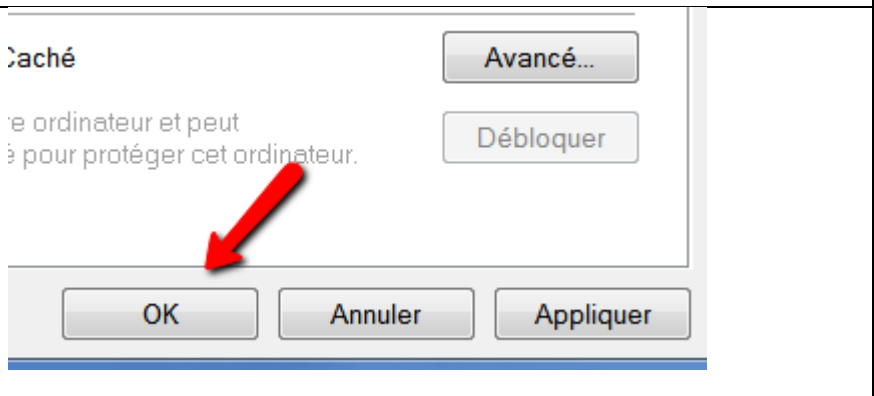 Caché
Avancé...
re ordinateur et peut
é pour protéger cet ordinateur.
Débloquer
OK
Annuler
Appliquer